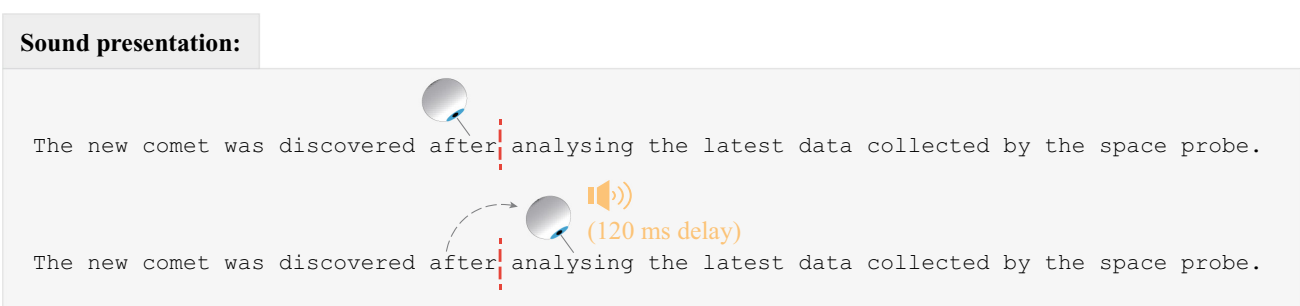 Sound presentation:
The new comet was discovered after analysing the latest data collected by the space probe.
(120 ms delay)
The new comet was discovered after analysing the latest data collected by the space probe.